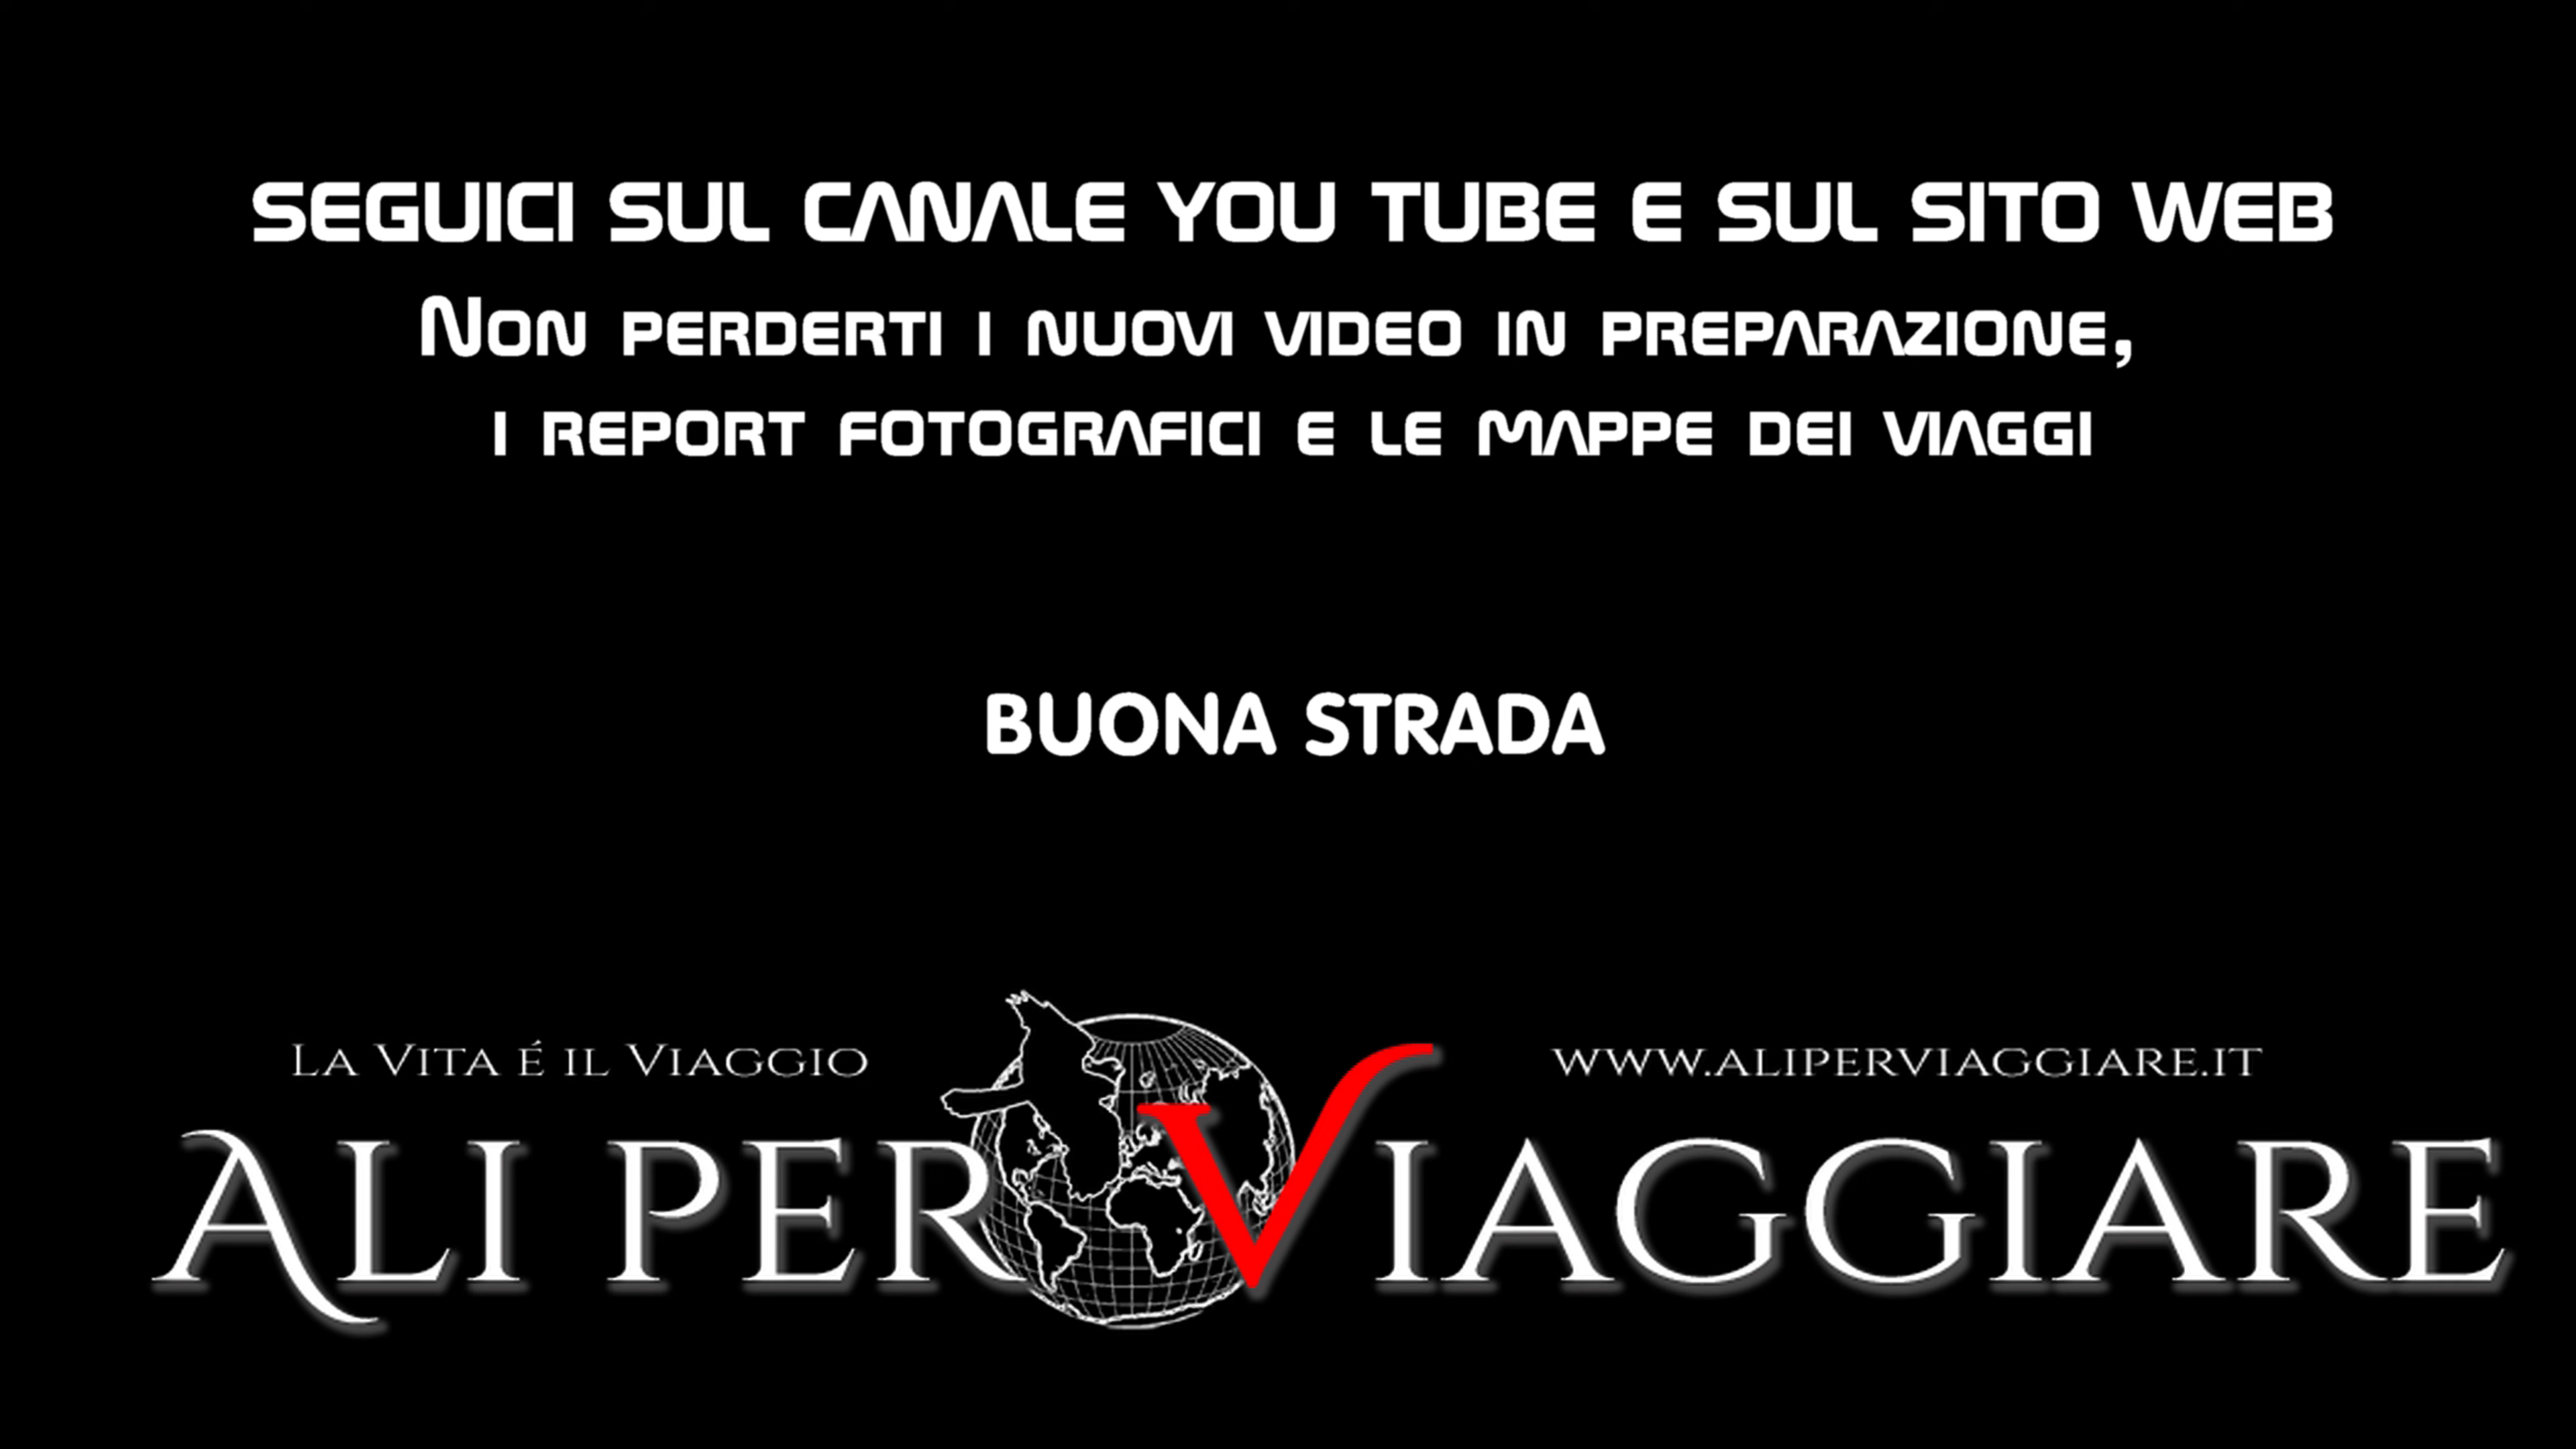 SEGUICI SUL CANALE YOU TUBE E SUL SITO WEB
NON PERDERTI I NUOVI VIDEO IN PREPARAZIONE,
I REPORT FOTOGRAFICI E LE MAPPE DEI VIAGGI
BUONA STRADA
LA VITA É IL VIAGGIO
WWW.ALIPERVIAGGIARE.IT
ALI PER VIAGGIARE